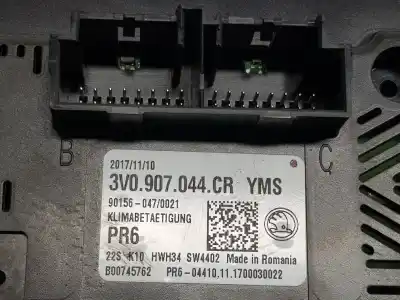 B
C
2017/11/10
3V0.907.044.CR YMS
90156-047/0021
KLIMABETAETIGUNG
PR6
22S K10 HWH34 SW4402 Made in Romania
B00745762 PR6-04410.11.1700030022